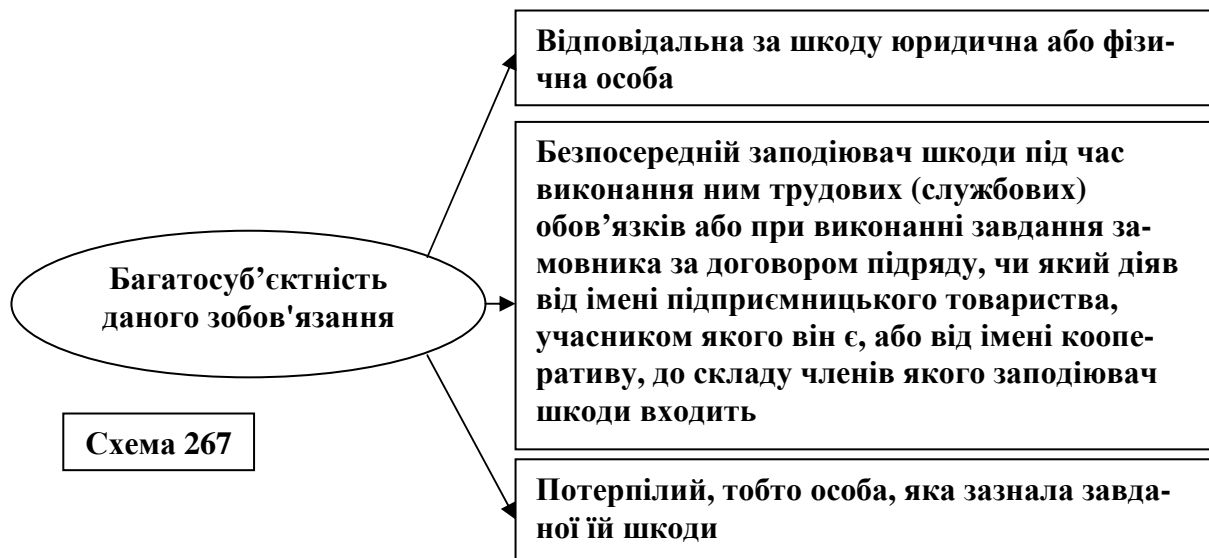 Відповідальна за шкоду юридична або фізи-
чна особа
Безпосередній заподіювач шкоди під час
виконання ним трудових (службових)
обов’язків або при виконанні завдання за-
мовника за договором підряду, чи який діяв
від імені підприємницького товариства,
учасником якого він є, або від імені коопе-
ративу, до складу членів якого заподіювач
шкоди входить
Багатосуб’єктність
даного зобов'язання
Схема 267
Потерпілий, тобто особа, яка зазнала завда-
ної їй шкоди